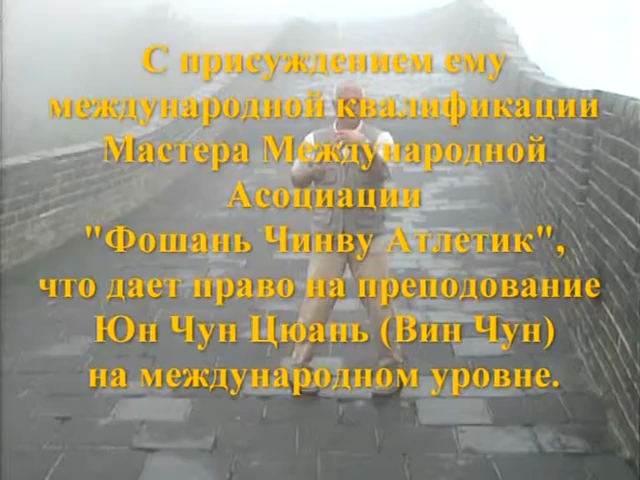 С присуждением ему
международной квалификации
Мастера Международной
Асоциации
"Фошань Чинву Атлетик",
что дает право на преподование
Юн Чун Цюань (Вин Чун)
на международном уровне.